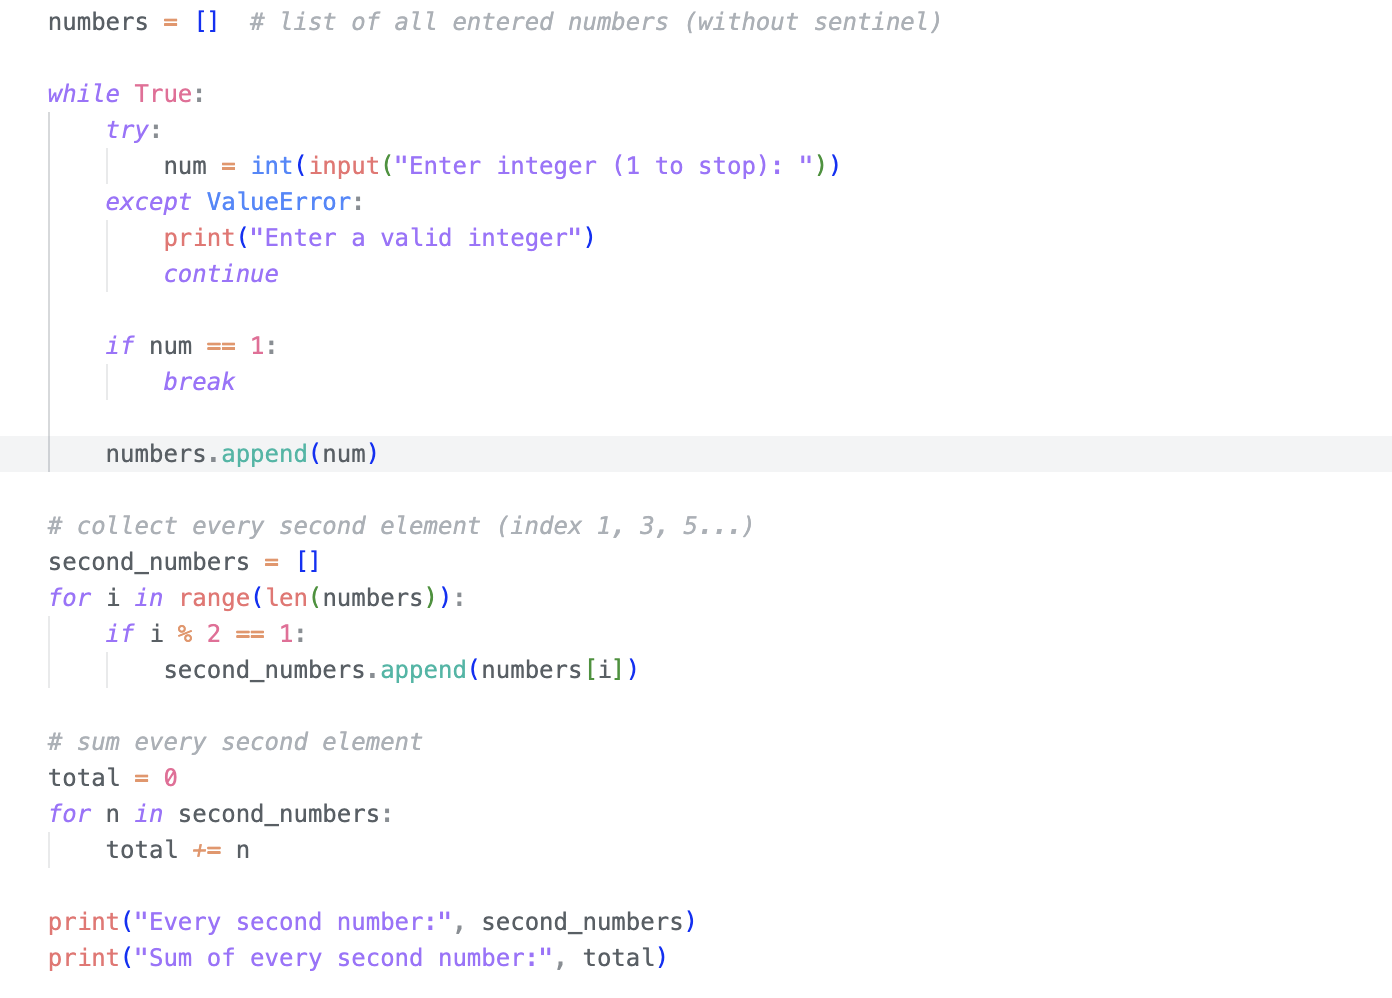 numbers = []  # list of all entered numbers (without sentinel)

while True:
    try:
        num = int(input("Enter integer (1 to stop): "))
    except ValueError:
        print("Enter a valid integer")
        continue

    if num == 1:
        break

    numbers.append(num)

# collect every second element (index 1, 3, 5...)
second_numbers = []
for i in range(len(numbers)):
    if i % 2 == 1:
        second_numbers.append(numbers[i])

# sum every second element
total = 0
for n in second_numbers:
    total += n

print("Every second number:", second_numbers)
print("Sum of every second number:", total)